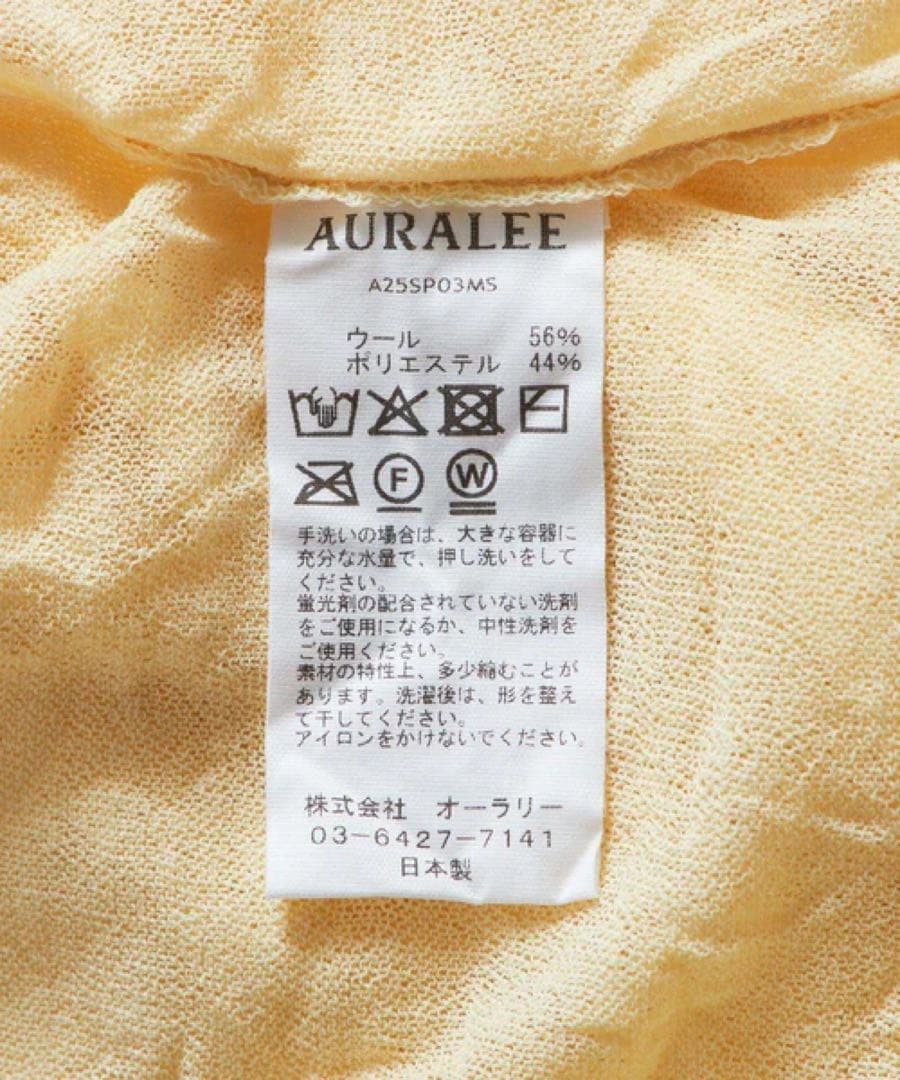 AURALEE
A25SP03MS
ウール 56%
ポリエステル 44%
F W
手洗いの場合は、大きな容器に
充分な水量で、押し洗いをして
ください。
蛍光剤の配合されていない洗剤
をご使用になるか、中性洗剤を
ご使用ください。
素材の特性上、多少縮むことが
あります。洗濯後は、形を整え
て干してください。
アイロンをかけないでください。
株式会社 オーラリー
03-6427-7141
日本製